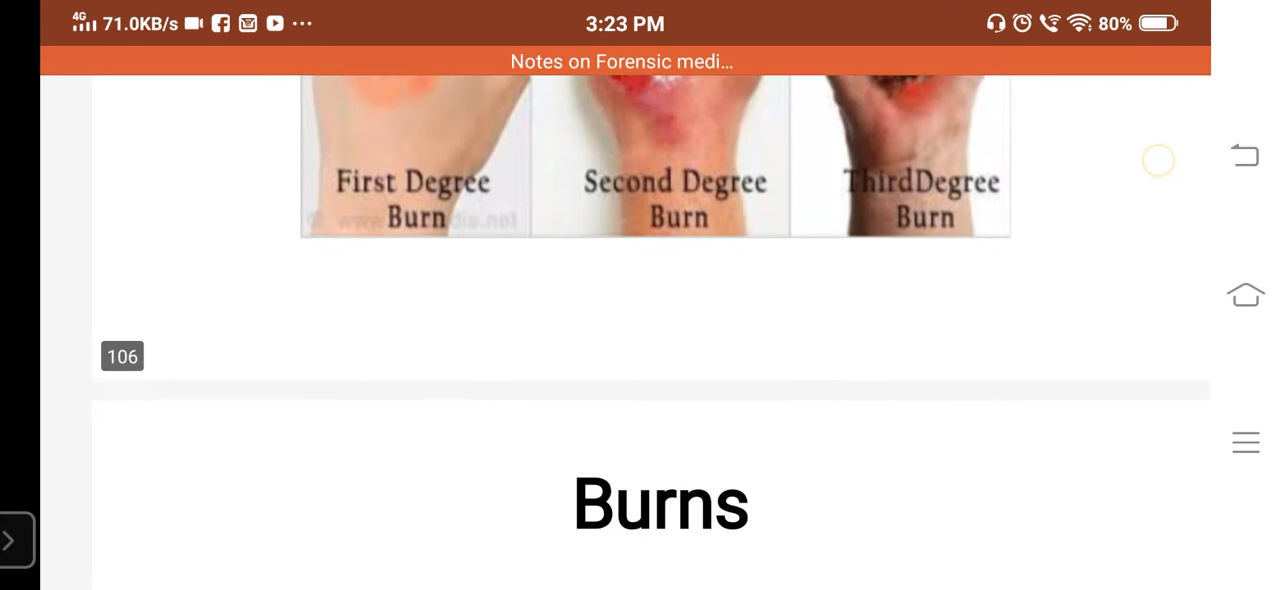 4G 71.0KB/s 3:23 PM 80%
Notes on Forensic medi...
First Degree Burn
Second Degree Burn
ThirdDegree Burn
106
Burns